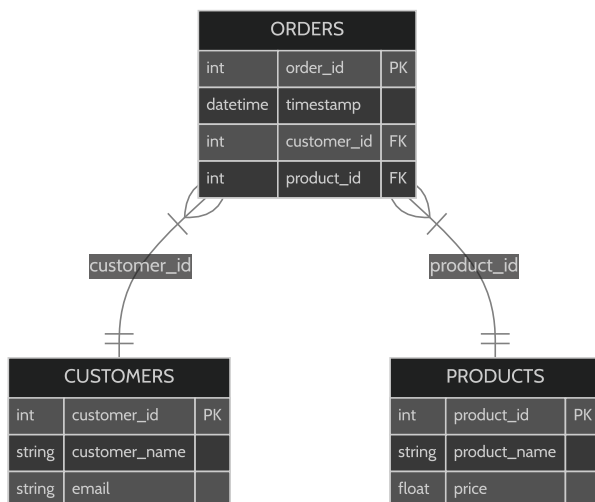 ORDERS
int order_id PK
datetime timestamp
int customer_id FK
int product_id FK
customer_id
product_id
CUSTOMERS
int customer_id PK
string customer_name
string email
PRODUCTS
int product_id PK
string product_name
float price